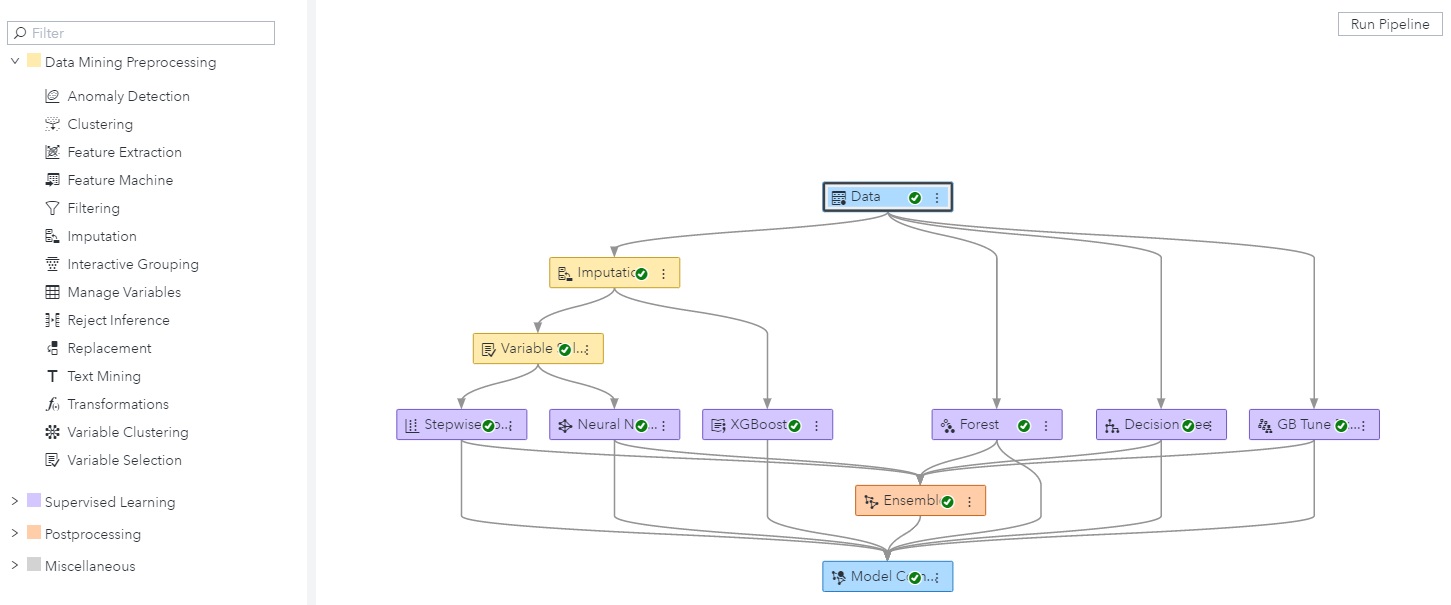 Filter
Run Pipeline
Data Mining Preprocessing
Anomaly Detection
Clustering
Feature Extraction
Feature Machine
Filtering
Imputation
Interactive Grouping
Manage Variables
Reject Inference
Replacement
Text Mining
Transformations
Variable Clustering
Variable Selection
Supervised Learning
Postprocessing
Miscellaneous
Data
Imputatio
Variable
Stepwise
Neural N...
XGBoost
Forest
Decision
GB Tune
Ensembl
Model